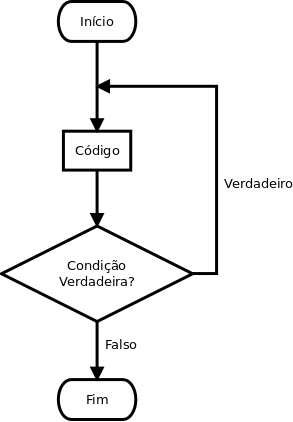 Início
Código
Verdadeiro
Condição
Verdadeira?
Falso
Fim